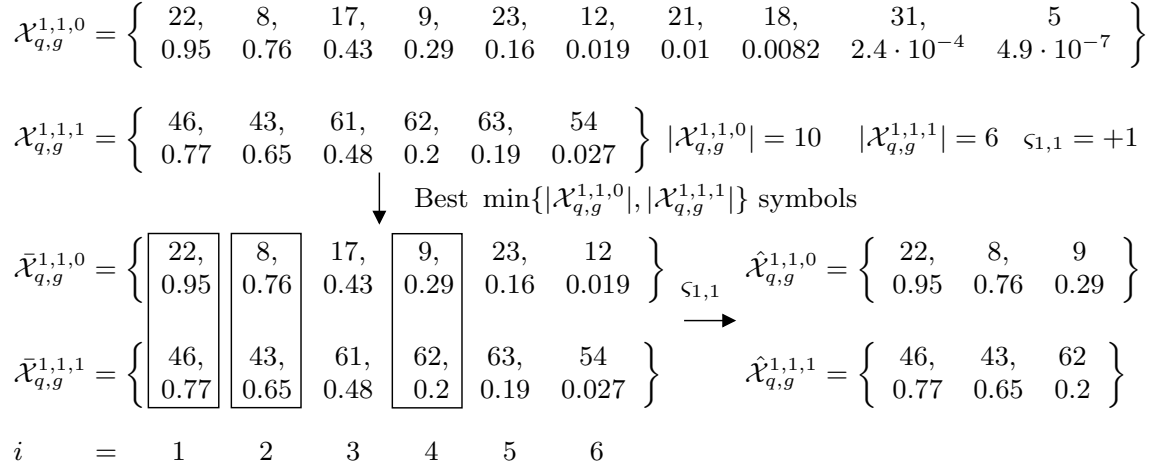 𝒳_{q,g}^{1,1,0} = { 22, 8, 17, 9, 23, 12, 21, 18, 31, 5
0.95 0.76 0.43 0.29 0.16 0.019 0.01 0.0082 2.4 · 10^{−4} 4.9 · 10^{−7} }
𝒳_{q,g}^{1,1,1} = { 46, 43, 61, 62, 63, 54
0.77 0.65 0.48 0.2 0.19 0.027 } |𝒳_{q,g}^{1,1,0}| = 10 |𝒳_{q,g}^{1,1,1}| = 6 ς_{1,1} = +1
Best min{|𝒳_{q,g}^{1,1,0}|, |𝒳_{q,g}^{1,1,1}|} symbols
𝒳̄_{q,g}^{1,1,0} = { 22, 8, 17, 9, 23, 12
0.95 0.76 0.43 0.29 0.16 0.019 }
𝒳̄_{q,g}^{1,1,1} = { 46, 43, 61, 62, 63, 54
0.77 0.65 0.48 0.2 0.19 0.027 }
i = 1 2 3 4 5 6
ς_{1,1}
𝒳̂_{q,g}^{1,1,0} = { 22, 8, 9
0.95 0.76 0.29 }
𝒳̂_{q,g}^{1,1,1} = { 46, 43, 62
0.77 0.65 0.2 }